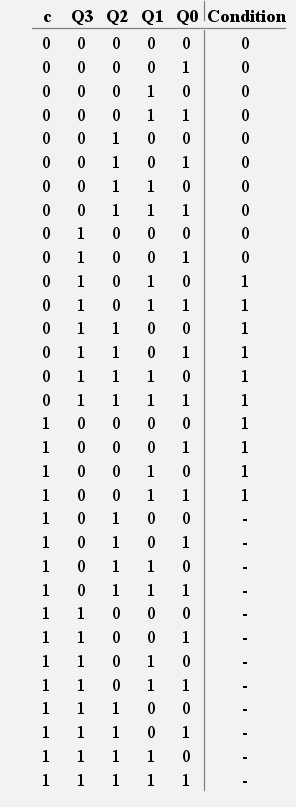 c Q3 Q2 Q1 Q0 Condition
0 0 0 0 0 0
0 0 0 0 1 0
0 0 0 1 0 0
0 0 0 1 1 0
0 0 1 0 0 0
0 0 1 0 1 0
0 0 1 1 0 0
0 0 1 1 1 0
0 1 0 0 0 0
0 1 0 0 1 0
0 1 0 1 0 1
0 1 0 1 1 1
0 1 1 0 0 1
0 1 1 0 1 1
0 1 1 1 0 1
0 1 1 1 1 1
1 0 0 0 0 1
1 0 0 0 1 1
1 0 0 1 0 1
1 0 0 1 1 1
1 0 1 0 0 -
1 0 1 0 1 -
1 0 1 1 0 -
1 0 1 1 1 -
1 1 0 0 0 -
1 1 0 0 1 -
1 1 0 1 0 -
1 1 0 1 1 -
1 1 1 0 0 -
1 1 1 0 1 -
1 1 1 1 0 -
1 1 1 1 1 -